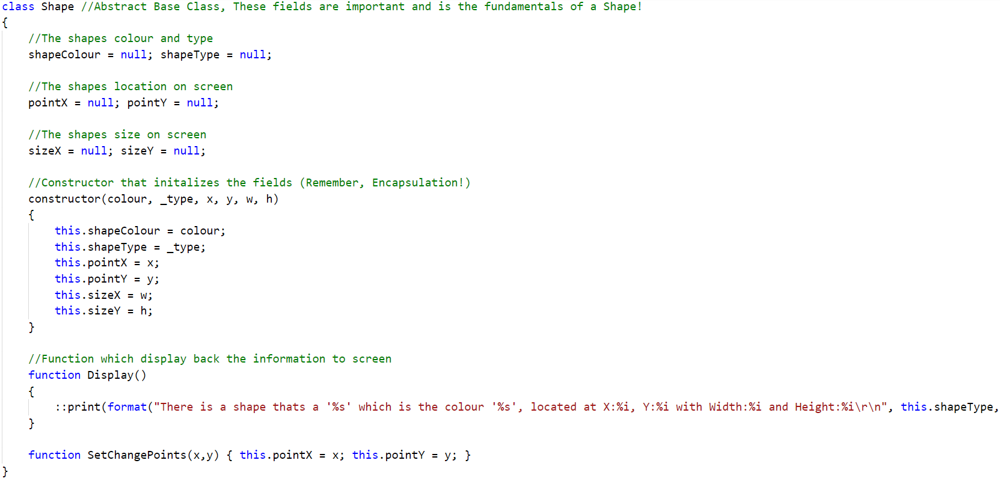 class Shape //Abstract Base Class, These fields are important and is the fundamentals of a Shape!
{
    //The shapes colour and type
    shapeColour = null; shapeType = null;

    //The shapes location on screen
    pointX = null; pointY = null;

    //The shapes size on screen
    sizeX = null; sizeY = null;

    //Constructor that initalizes the fields (Remember, Encapsulation!)
    constructor(colour, _type, x, y, w, h)
    {
        this.shapeColour = colour;
        this.shapeType = _type;
        this.pointX = x;
        this.pointY = y;
        this.sizeX = w;
        this.sizeY = h;
    }

    //Function which display back the information to screen
    function Display()
    {
        ::print(format("There is a shape thats a '%s' which is the colour '%s', located at X:%i, Y:%i with Width:%i and Height:%i\r\n", this.shapeType,
    }

    function SetChangePoints(x,y) { this.pointX = x; this.pointY = y; }
}